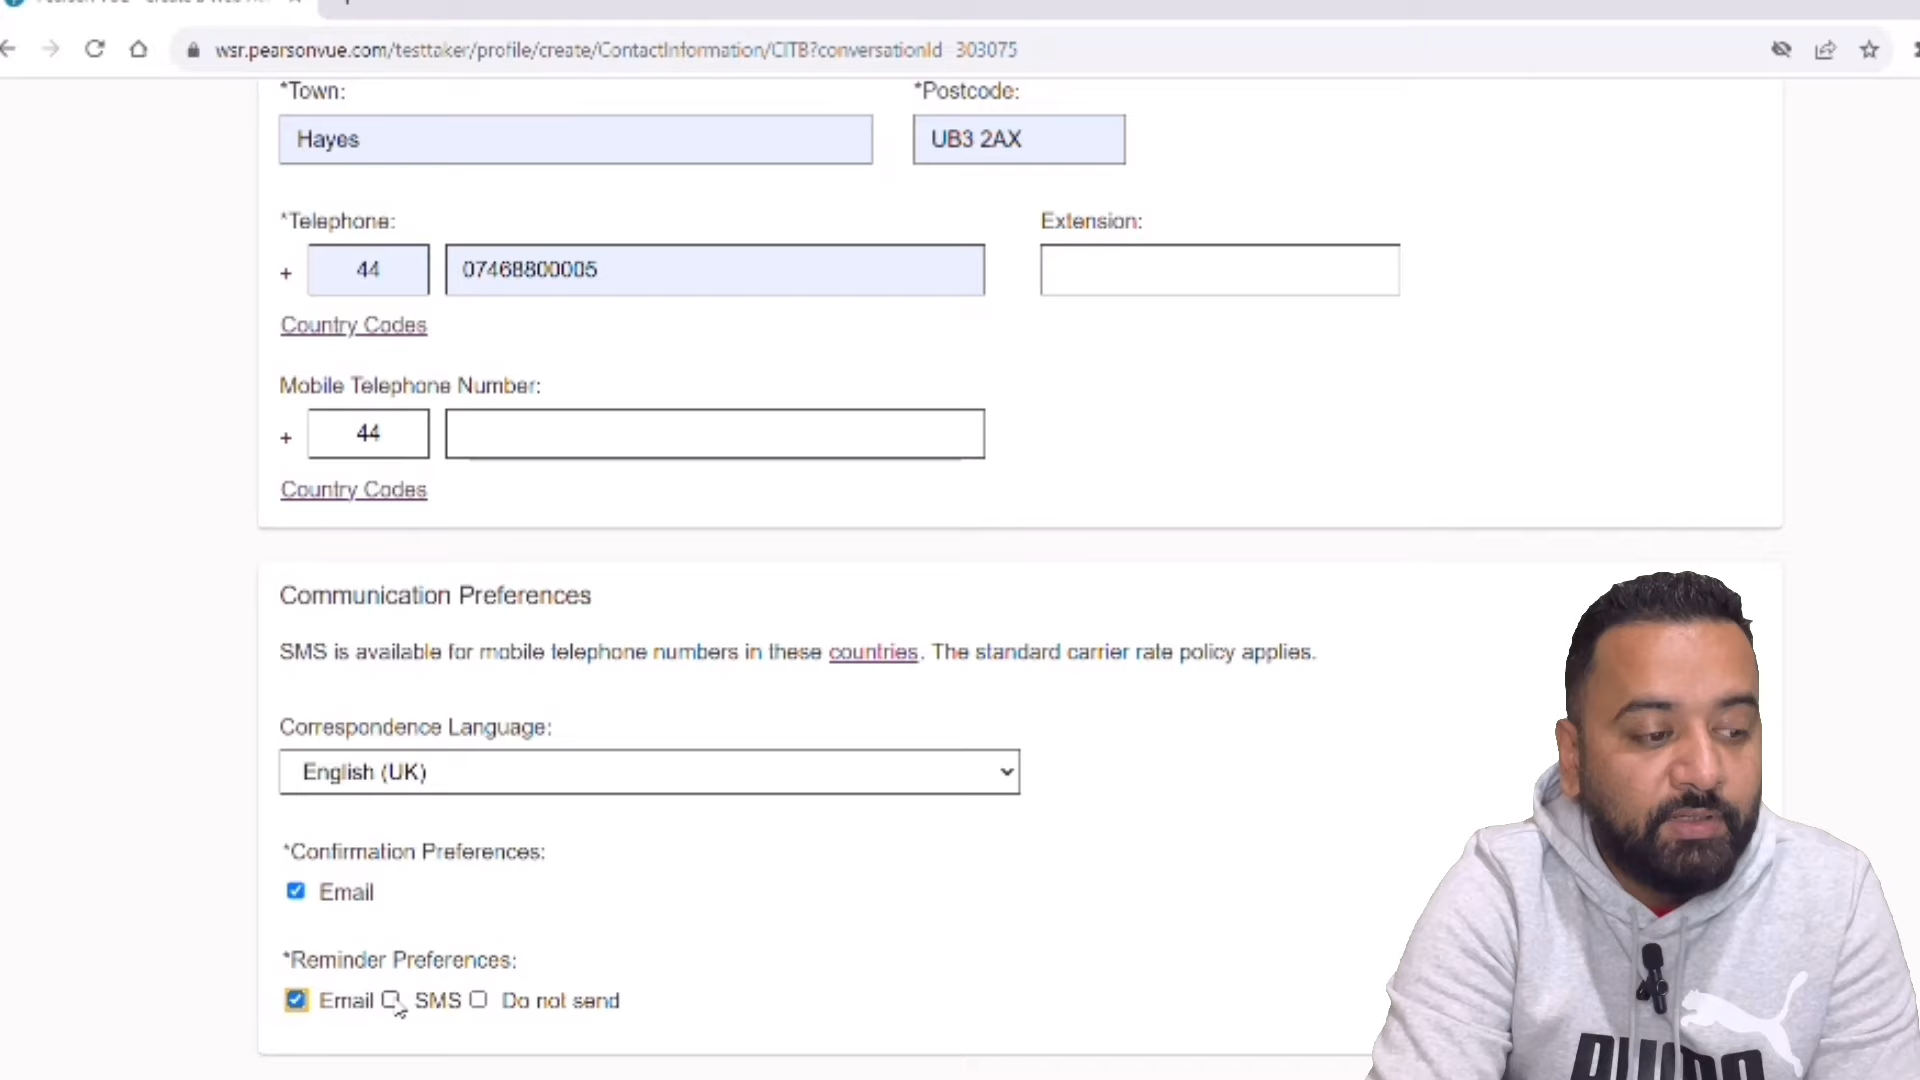 wsr.pearsonvue.com/testtaker/profile/create/ContactInformation/CITB?conversationId=303075
*Town: *Postcode:
Hayes UB3 2AX
*Telephone: Extension:
+ 44 07468800005
Country Codes
Mobile Telephone Number:
+ 44
Country Codes
Communication Preferences
SMS is available for mobile telephone numbers in these countries. The standard carrier rate policy applies.
Correspondence Language:
English (UK)
*Confirmation Preferences:
Email
*Reminder Preferences:
Email SMS Do not send
PUMA